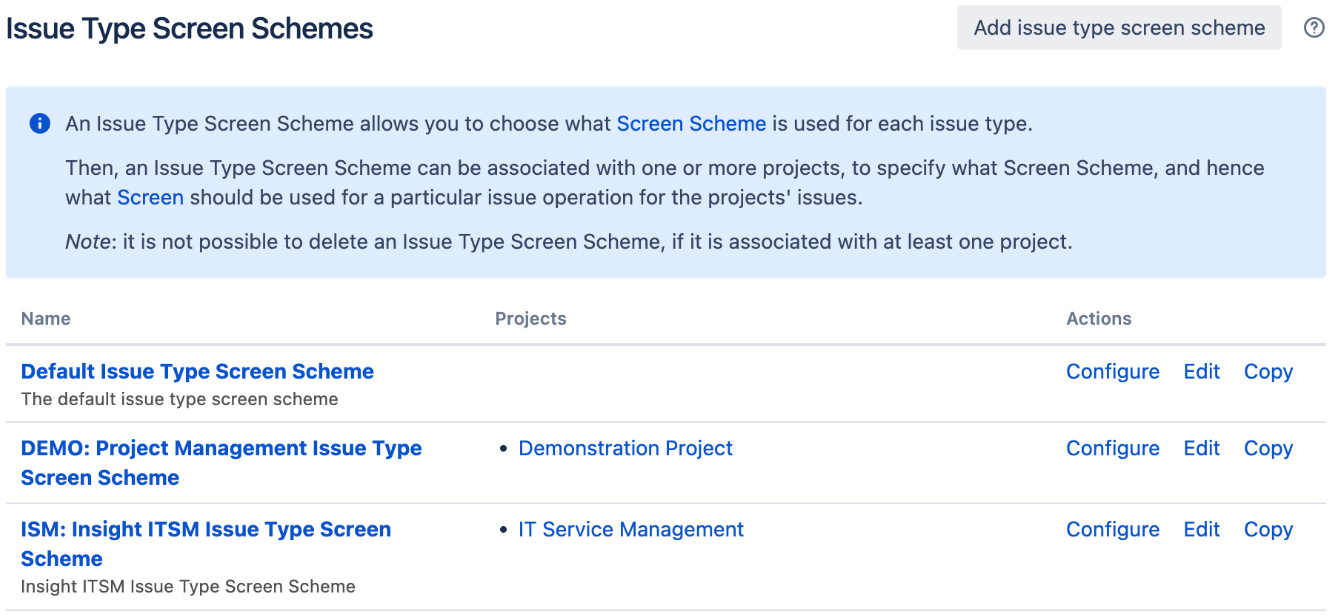 Issue Type Screen Schemes
Add issue type screen scheme
An Issue Type Screen Scheme allows you to choose what Screen Scheme is used for each issue type.
Then, an Issue Type Screen Scheme can be associated with one or more projects, to specify what Screen Scheme, and hence
what Screen should be used for a particular issue operation for the projects' issues.
Note: it is not possible to delete an Issue Type Screen Scheme, if it is associated with at least one project.
Name Projects Actions
Default Issue Type Screen Scheme Configure Edit Copy
The default issue type screen scheme
DEMO: Project Management Issue Type • Demonstration Project Configure Edit Copy
Screen Scheme
ISM: Insight ITSM Issue Type Screen • IT Service Management Configure Edit Copy
Scheme
Insight ITSM Issue Type Screen Scheme